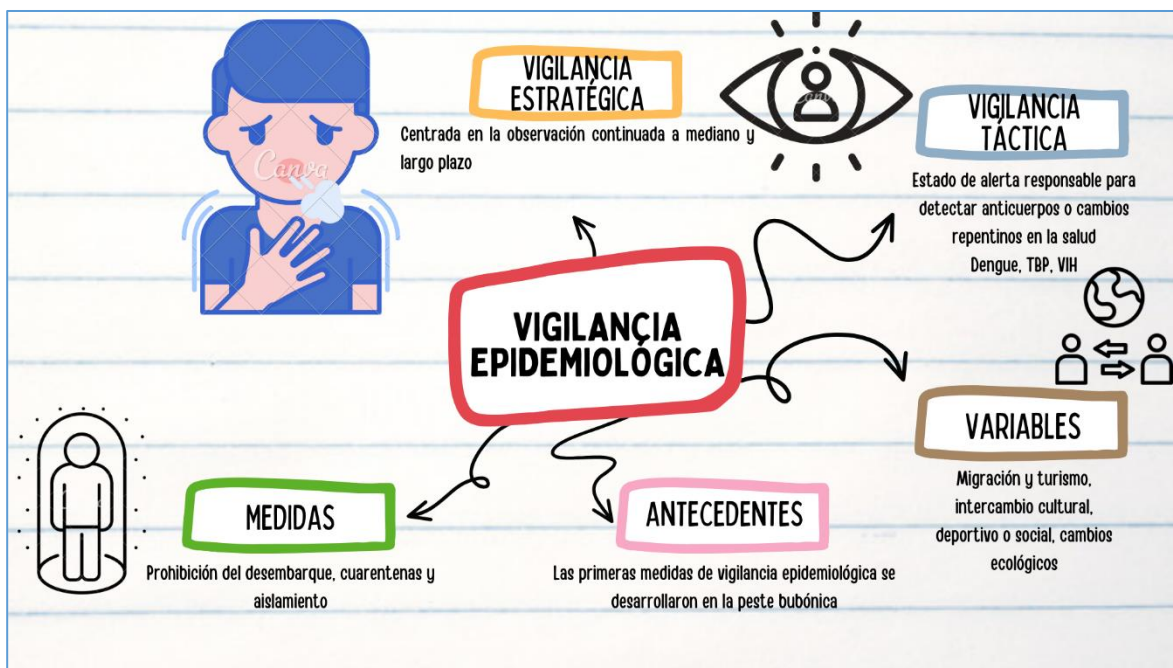 VIGILANCIA
ESTRATÉGICA
Centrada en la observación continuada a mediano y
largo plazo
VIGILANCIA
TÁCTICA
Estado de alerta responsable para
detectar anticuerpos o cambios
repentinos en la salud
Dengue, TBP, VIH
VIGILANCIA
EPIDEMIOLÓGICA
VARIABLES
Migración y turismo,
intercambio cultural,
deportivo o social, cambios
ecológicos
MEDIDAS
Prohibición del desembarque, cuarentenas y
aislamiento
ANTECEDENTES
Las primeras medidas de vigilancia epidemiológica se
desarrollaron en la peste bubónica
Canva
Canva